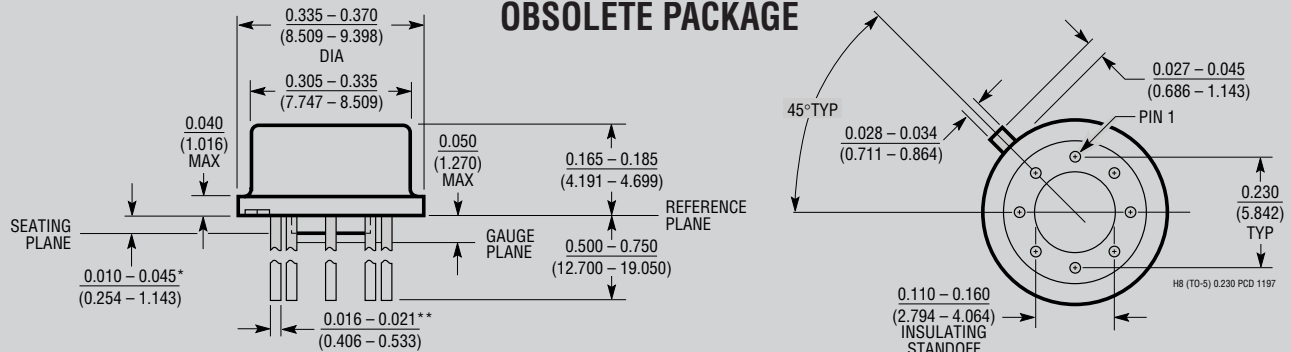 OBSOLETE PACKAGE
0.335 – 0.370
(8.509 – 9.398)
DIA
0.305 – 0.335
(7.747 – 8.509)
0.040
(1.016)
MAX
0.050
(1.270)
MAX
0.165 – 0.185
(4.191 – 4.699)
SEATING
PLANE
GAUGE
PLANE
REFERENCE
PLANE
0.500 – 0.750
(12.700 – 19.050)
0.010 – 0.045*
(0.254 – 1.143)
0.016 – 0.021**
(0.406 – 0.533)
45°TYP
0.028 – 0.034
(0.711 – 0.864)
0.027 – 0.045
(0.686 – 1.143)
PIN 1
0.230
(5.842)
TYP
H8 (TO-5) 0.230 PCD 1197
0.110 – 0.160
(2.794 – 4.064)
INSULATING
STANDOFF